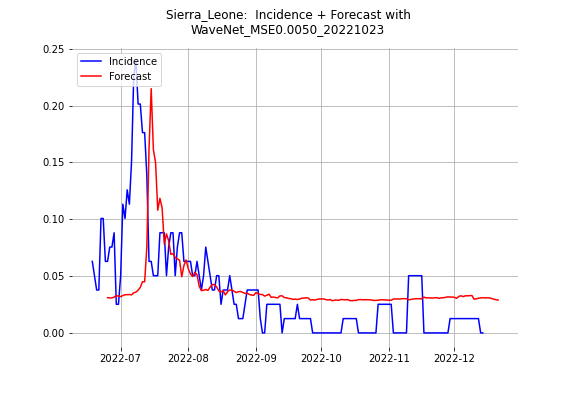 Sierra_Leone:  Incidence + Forecast with
WaveNet_MSE0.0050_20221023
Incidence
Forecast
0.25
0.20
0.15
0.10
0.05
0.00
2022-07 2022-08 2022-09 2022-10 2022-11 2022-12